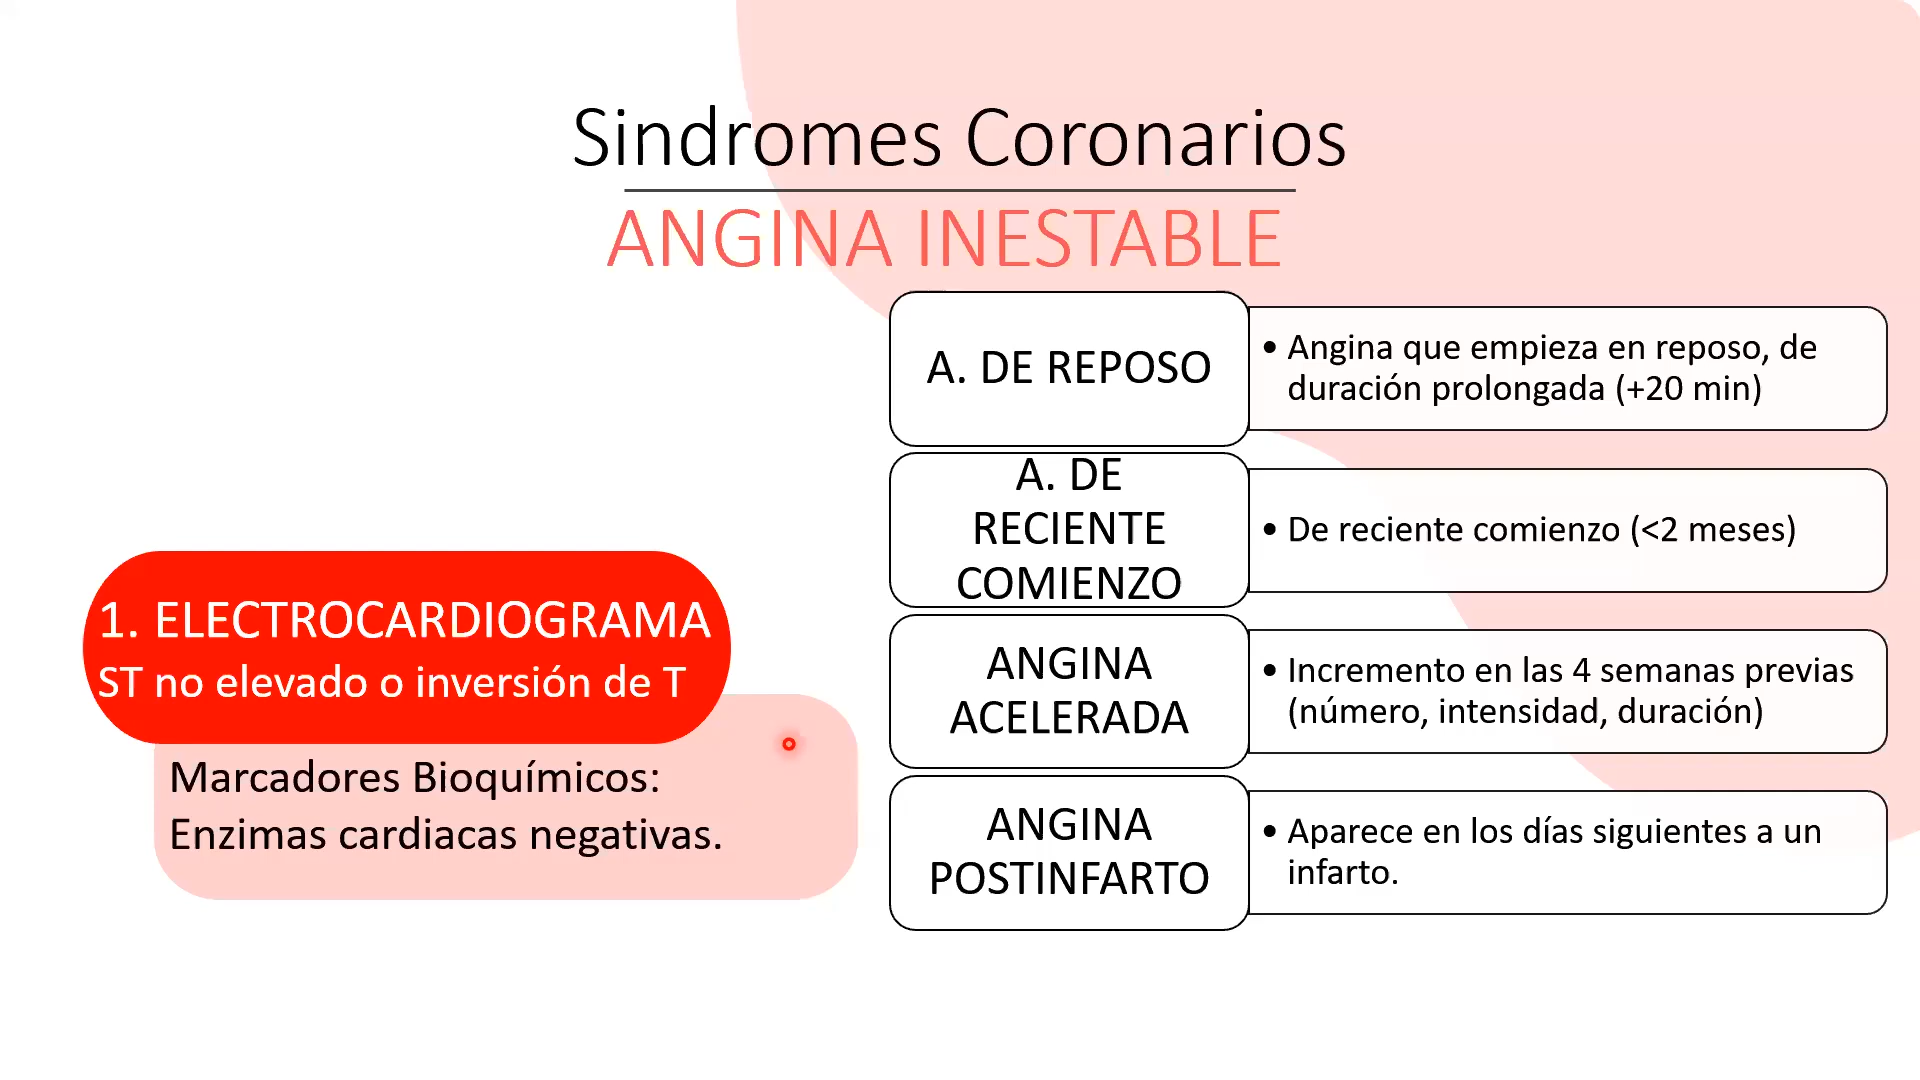 Sindromes Coronarios
ANGINA INESTABLE
1. ELECTROCARDIOGRAMA
ST no elevado o inversión de T
Marcadores Bioquímicos:
Enzimas cardiacas negativas.
A. DE REPOSO
• Angina que empieza en reposo, de
duración prolongada (+20 min)
A. DE
RECIENTE
COMIENZO
• De reciente comienzo (<2 meses)
ANGINA
ACELERADA
• Incremento en las 4 semanas previas
(número, intensidad, duración)
ANGINA
POSTINFARTO
• Aparece en los días siguientes a un
infarto.